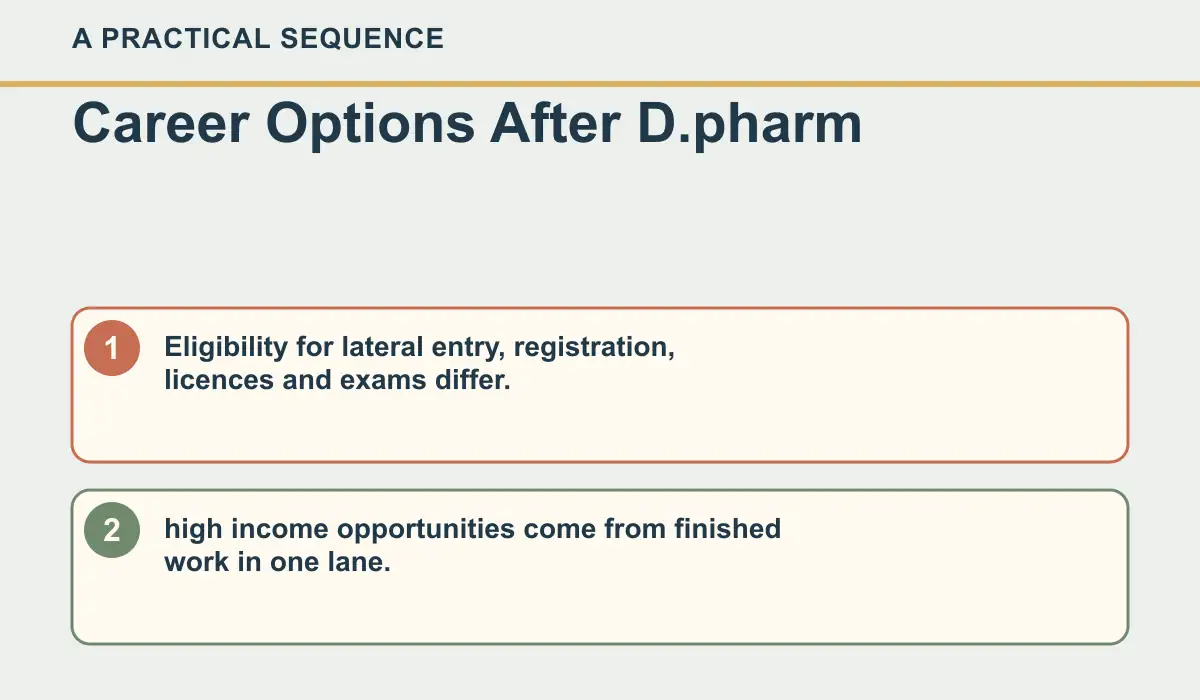 A PRACTICAL SEQUENCE
Career Options After D.pharm
1
Eligibility for lateral entry, registration,
licences and exams differ.
2
high income opportunities come from finished
work in one lane.